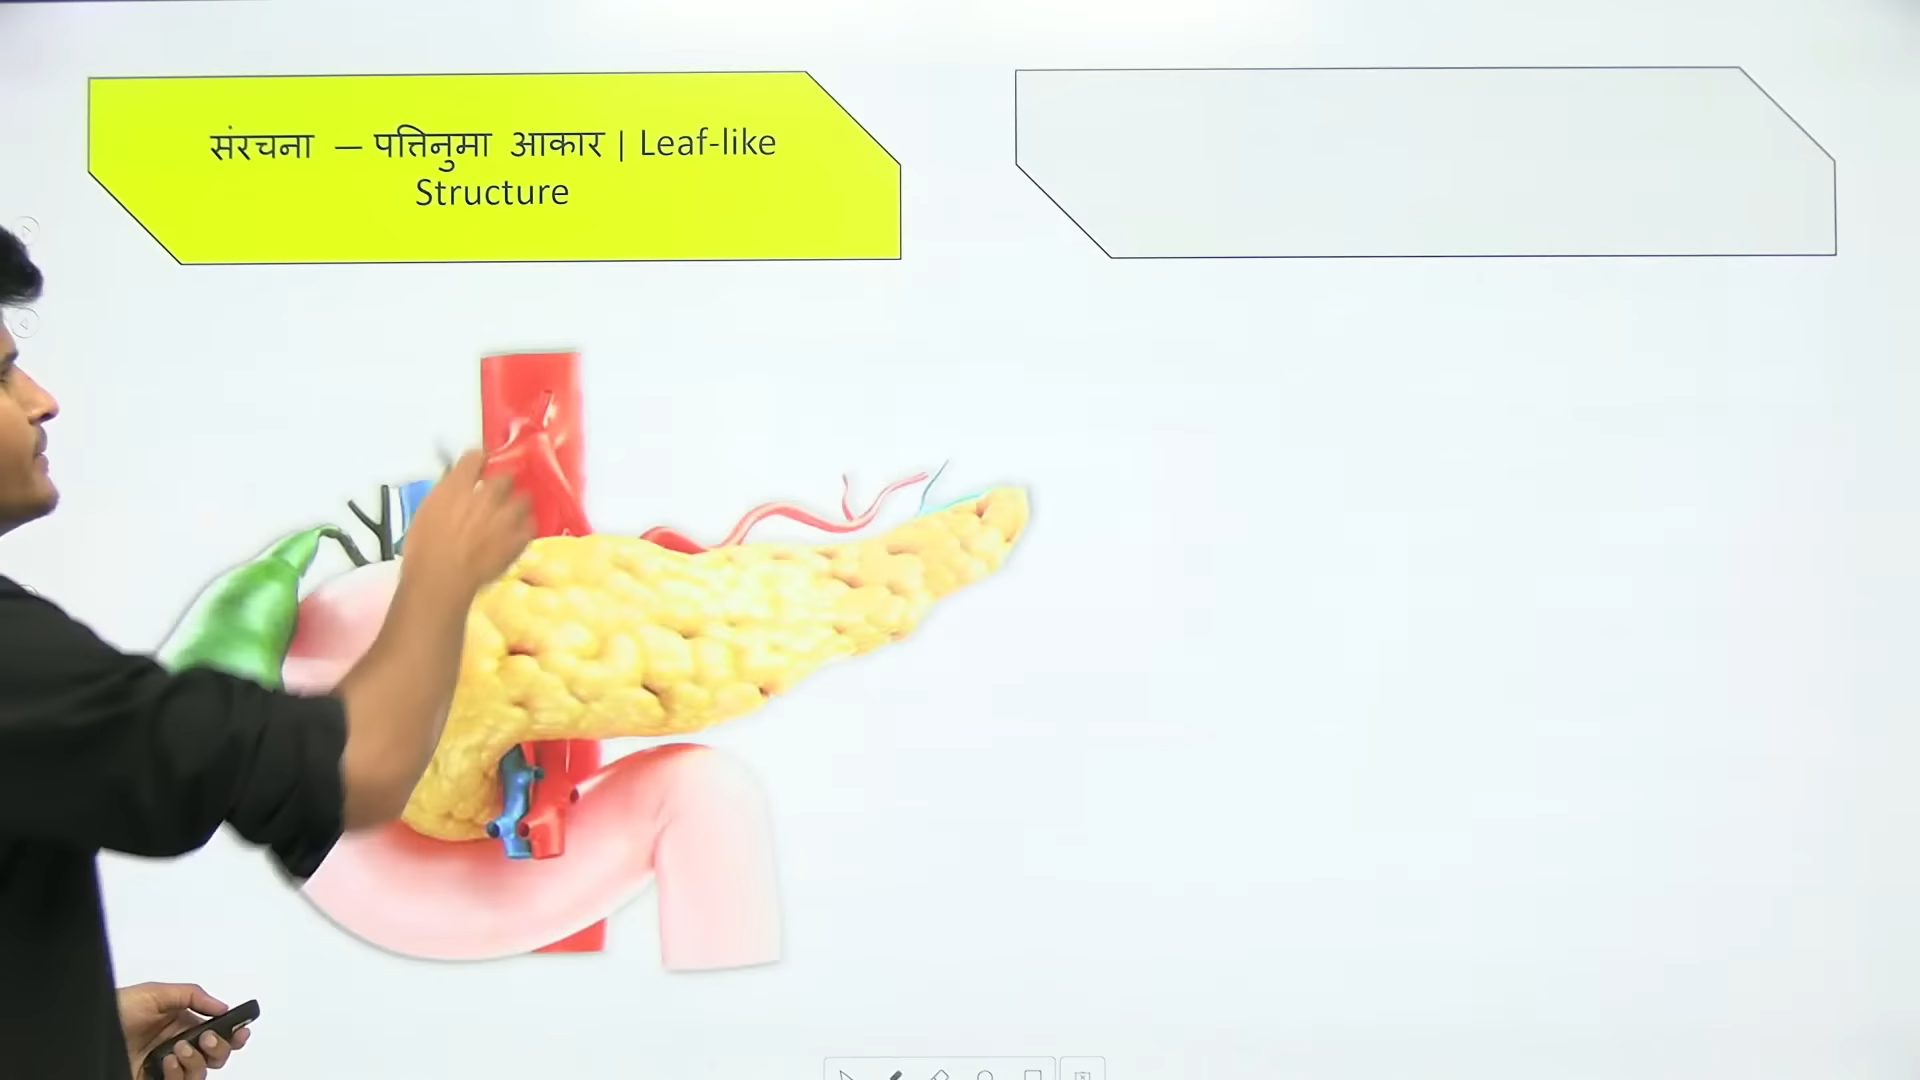 संरचना – पत्तिनुमा आकार | Leaf-like
Structure